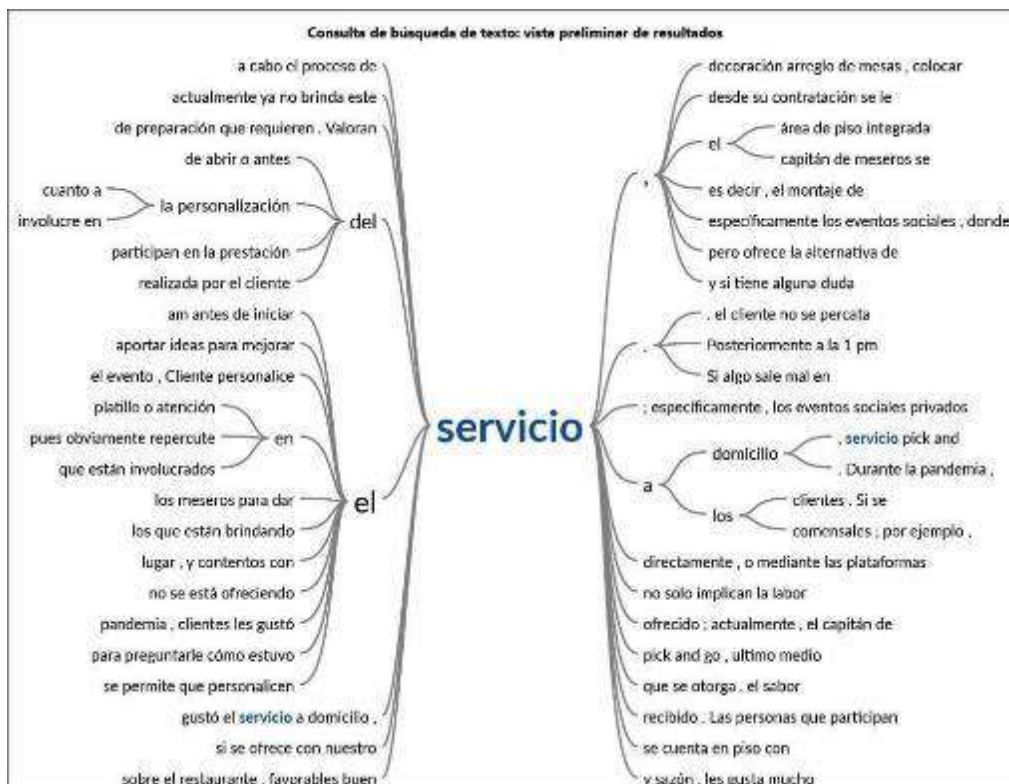 Consulta de búsqueda de texto: vista preliminar de resultados
a cabo el proceso de
actualmente ya no brinda este
de preparación que requieren . Valoran
de abrir o antes
cuanto a
involucre en
la personalización
participan en la prestación
realizada por el cliente
del
am antes de iniciar
aportar ideas para mejorar
el evento , Cliente personalice
platillo o atención
pues obviamente repercute
que están involucrados
en
los meseros para dar
los que están brindando
lugar , y contentos con
no se está ofreciendo
pandemia , clientes les gustó
para preguntarle cómo estuvo
se permite que personalicen
el
gustó el servicio a domicilio ,
si se ofrece con nuestro
sobre el restaurante , favorables buen
servicio
,
decoración arreglo de mesas , colocar
desde su contratación se le
el
área de piso integrada
capitán de meseros se
es decir , el montaje de
específicamente los eventos sociales , donde
pero ofrece la alternativa de
y si tiene alguna duda
.
. el cliente no se percata
Posteriormente a la 1 pm
Si algo sale mal en
; específicamente , los eventos sociales privados
a
domicilio
, servicio pick and
. Durante la pandemia ,
los
clientes . Si se
comensales ; por ejemplo ,
directamente , o mediante las plataformas
no solo implican la labor
ofrecido ; actualmente , el capitán de
pick and go , ultimo medio
que se otorga , el sabor
recibido . Las personas que participan
se cuenta en piso con
y sazón , les gusta mucho